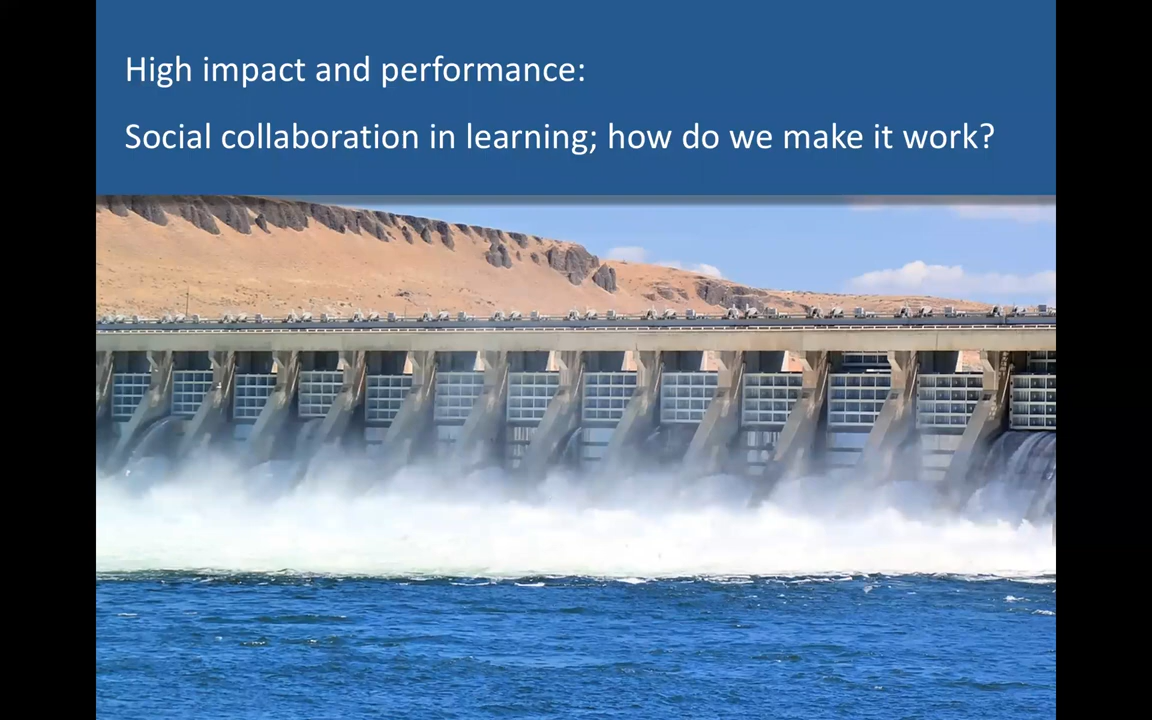 High impact and performance:
Social collaboration in learning; how do we make it work?